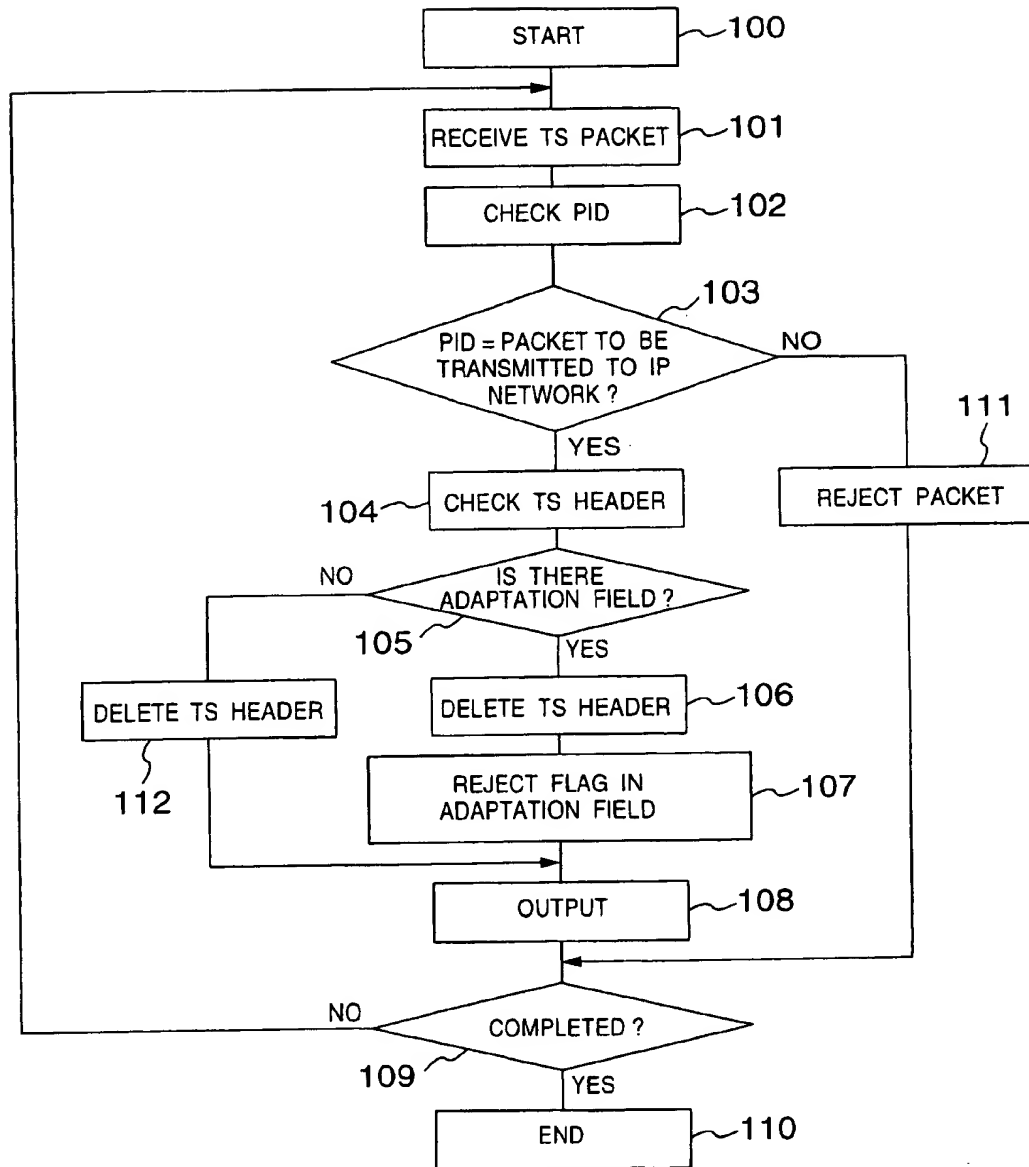 START
100
RECEIVE TS PACKET
101
CHECK PID
102
103
PID = PACKET TO BE
TRANSMITTED TO IP
NETWORK ?
NO
YES
111
104
CHECK TS HEADER
REJECT PACKET
NO
IS THERE
ADAPTATION FIELD ?
105
YES
DELETE TS HEADER
112
DELETE TS HEADER
106
REJECT FLAG IN
ADAPTATION FIELD
107
OUTPUT
108
NO
COMPLETED ?
109
YES
END
110